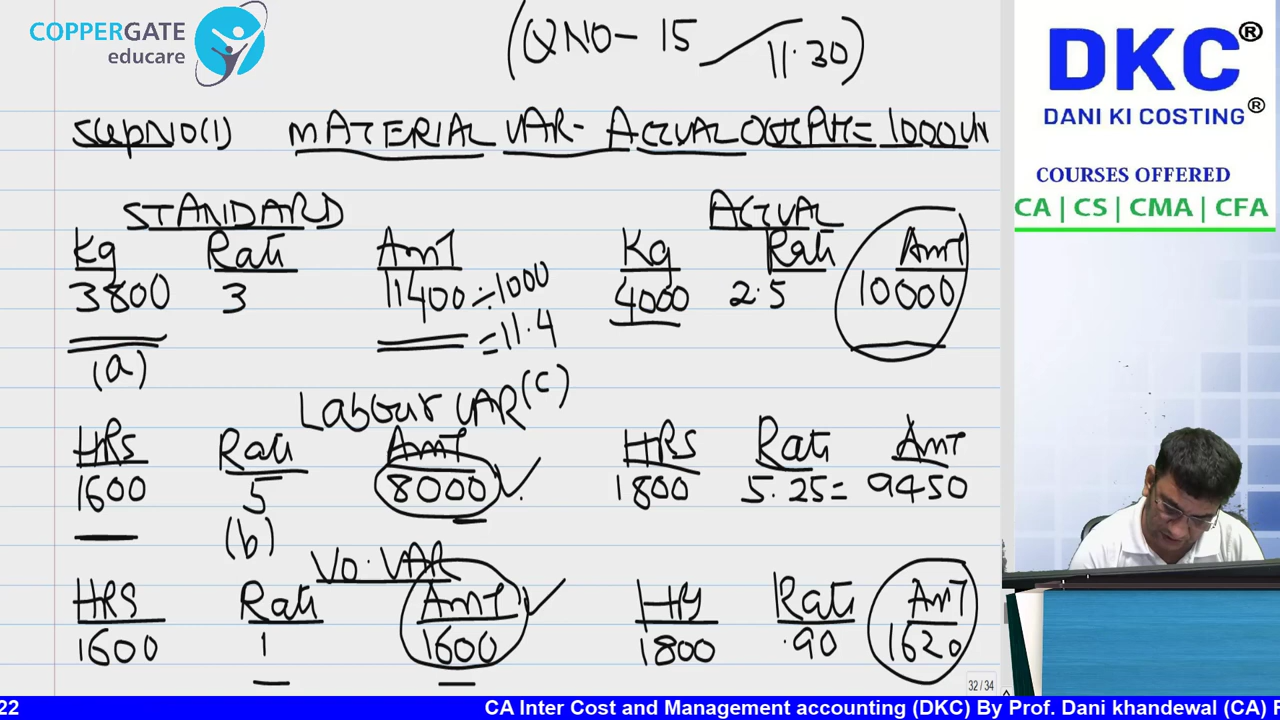 COPPERGATE
educare
(QNO- 15 / 11.30)
DKC®
DANI KI COSTING®
COURSES OFFERED
CA | CS | CMA | CFA
StepNO(1) MATERIAL VAR- ACTUAL OUTPUT= 1000UN
STANDARD ACTUAL
Kg Rate AmT Kg Rate AmT
3800 3 11400 ÷1000 4000 2.5 10000
=11.4
(a)
Labour VAR (c)
HRS Rate AmT HRS Rate AmT
1600 5 8000 ✓ 1800 5.25= 9450
(b)
VO. VAR
HRS Rate AmT ✓ HRS Rate AmT
1600 1 1600 1800 .90 1620
32 / 34
22 CA Inter Cost and Management accounting (DKC) By Prof. Dani khandewal (CA) F